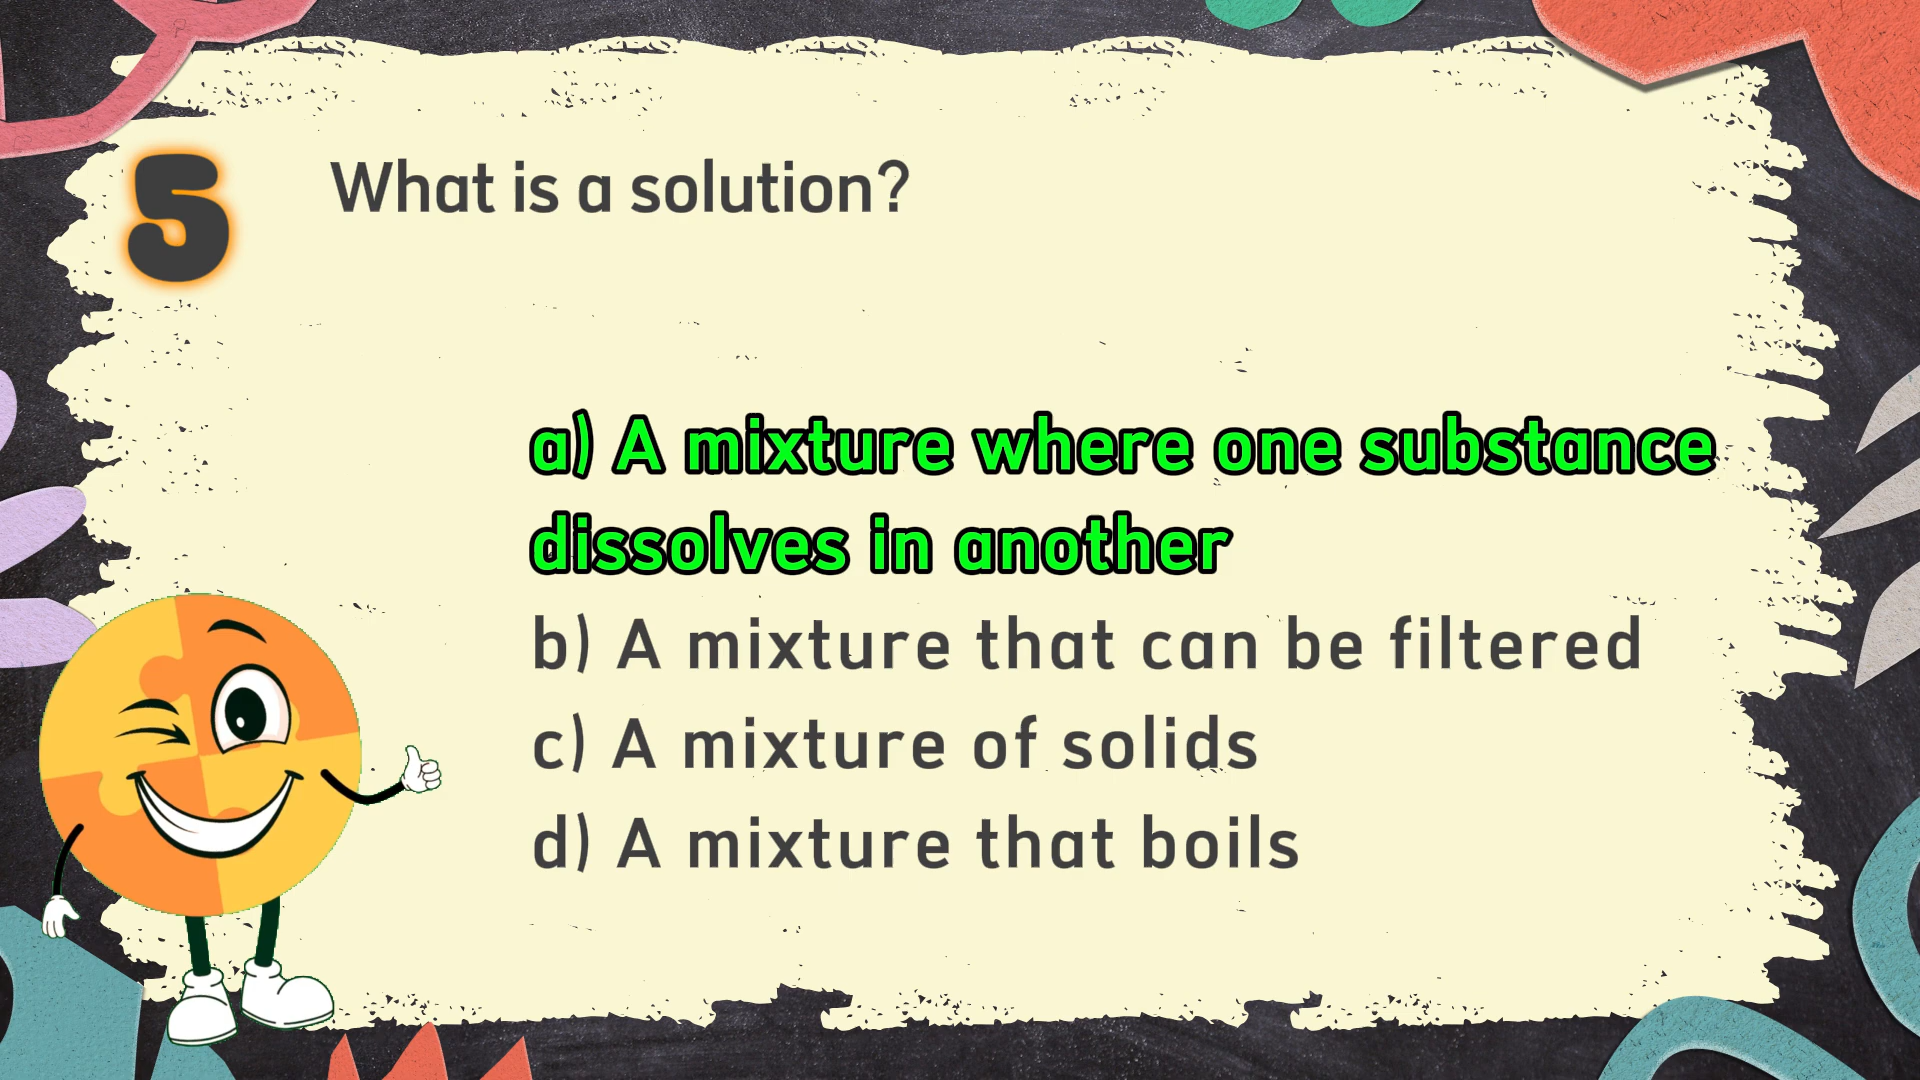 5
What is a solution?
a) A mixture where one substance
dissolves in another
b) A mixture that can be filtered
c) A mixture of solids
d) A mixture that boils